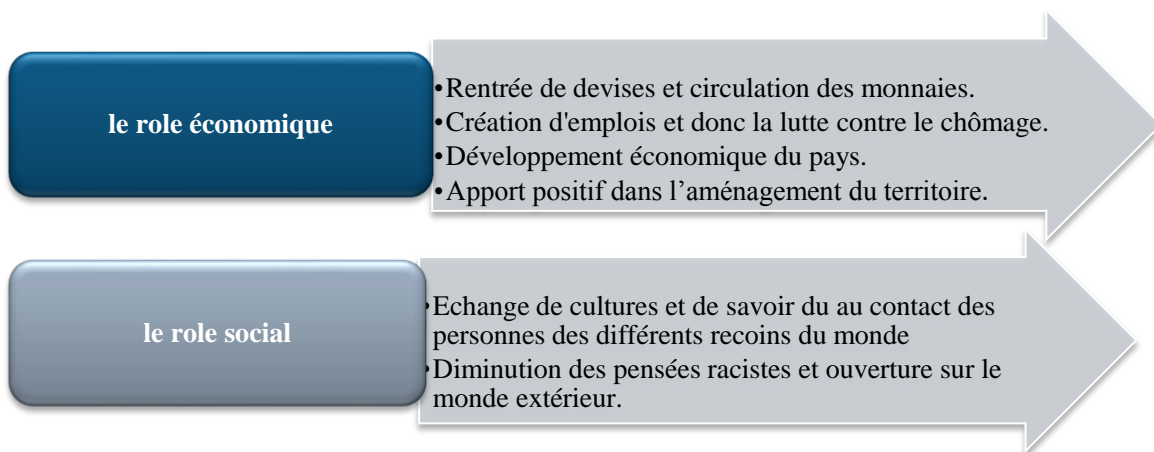 le role économique
•Rentrée de devises et circulation des monnaies.
•Création d'emplois et donc la lutte contre le chômage.
•Développement économique du pays.
•Apport positif dans l’aménagement du territoire.
le role social
•Echange de cultures et de savoir du au contact des
personnes des différents recoins du monde
•Diminution des pensées racistes et ouverture sur le
monde extérieur.